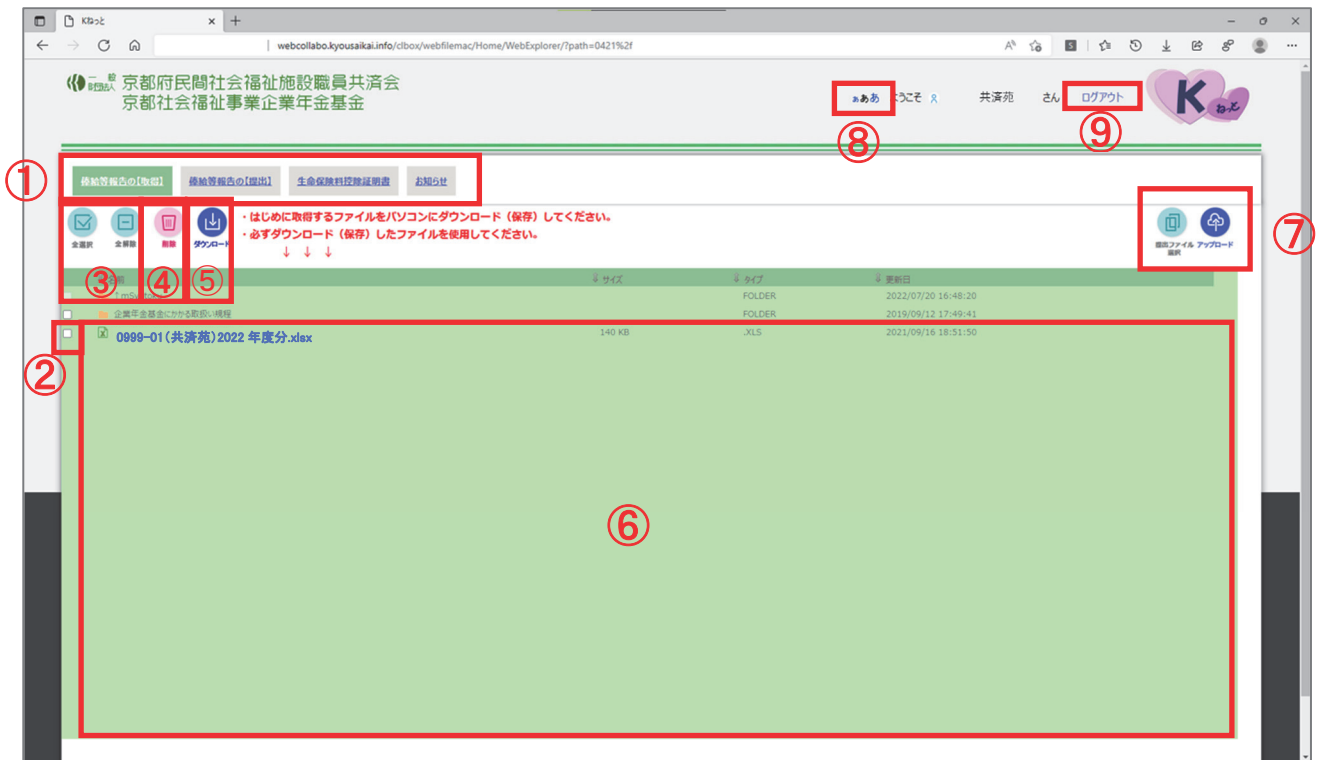 Kねっと
webcollabo.kyousaikai.info/clbox/webfilemac/Home/WebExplorer/?path=0421%2f
一般財団法人 京都府民間社会福祉施設職員共済会
京都社会福祉事業企業年金基金
ぁああ ようこそ 共済苑 さん ログアウト
K ねっと
⑧ ⑨
①
俸給等報告の【取得】 俸給等報告の【提出】 生命保険料控除証明書 お知らせ
・はじめに取得するファイルをパソコンにダウンロード（保存）してください。
・必ずダウンロード（保存）したファイルを使用してください。
↓ ↓ ↓
全選択 全解除 削除 ダウンロード
提出ファイル選択 アップロード
⑦
③ ④ ⑤
名前 サイズ タイプ 更新日
FOLDER 2022/07/20 16:48:20
企業年金基金にかかる取扱い規程 FOLDER 2019/09/12 17:49:41
0999-01(共済苑)2022 年度分.xlsx 140 KB .XLS 2021/09/16 18:51:50
②
⑥